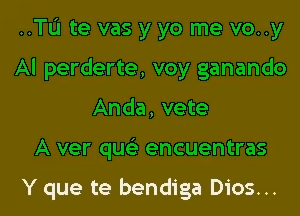 ..Tú te vas y yo me vo..y
Al perderte, voy ganando
Anda, vete
A ver qué encuentras
Y que te bendiga Dios...